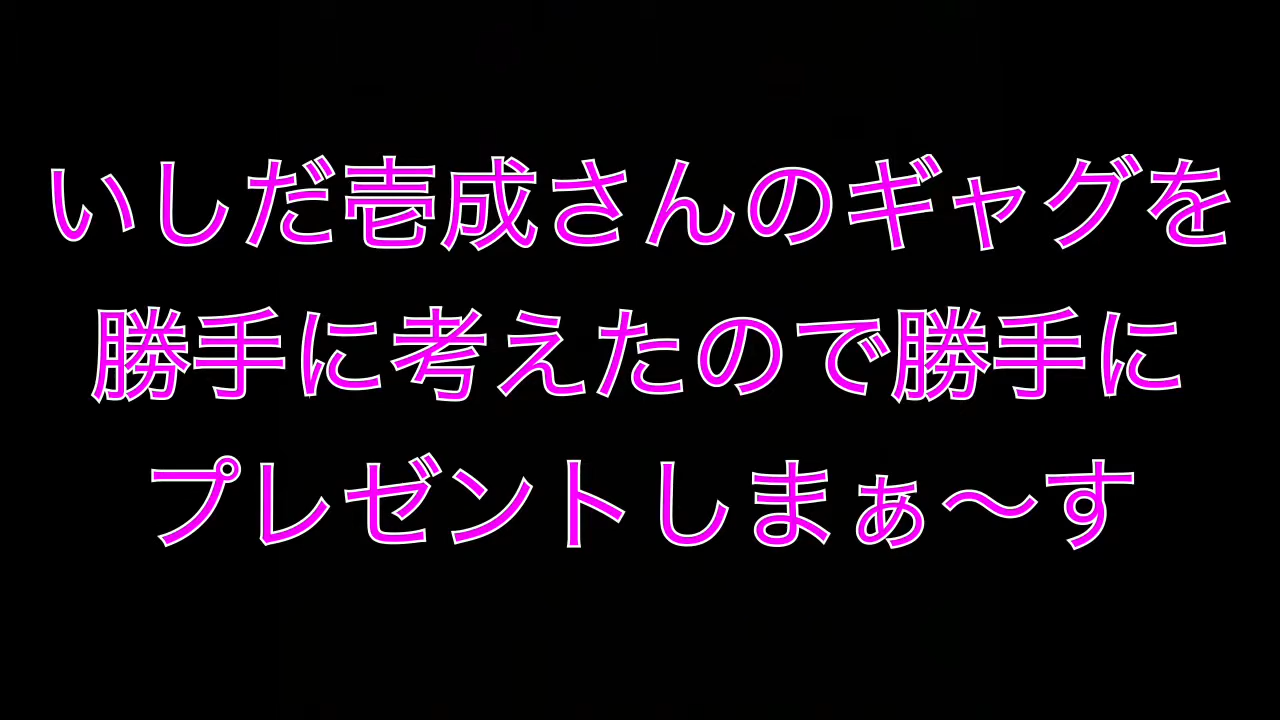 いしだ壱成さんのギャグを
勝手に考えたので勝手に
プレゼントしまぁ～す